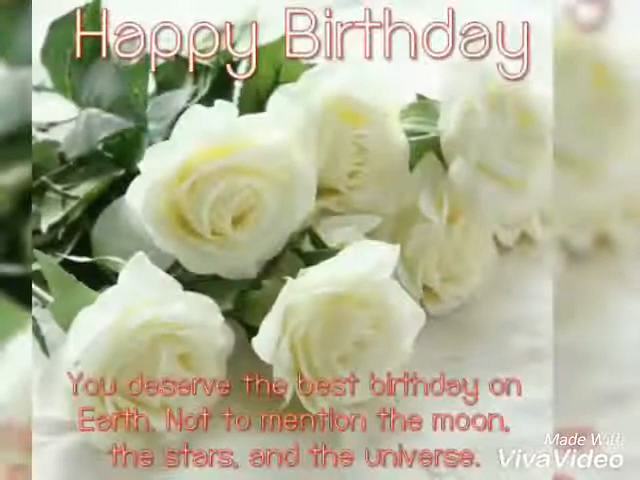 Happy Birthday
You deserve the best birthday on
Earth. Not to mention the moon,
the stars, and the universe.
Made With
VivaVideo